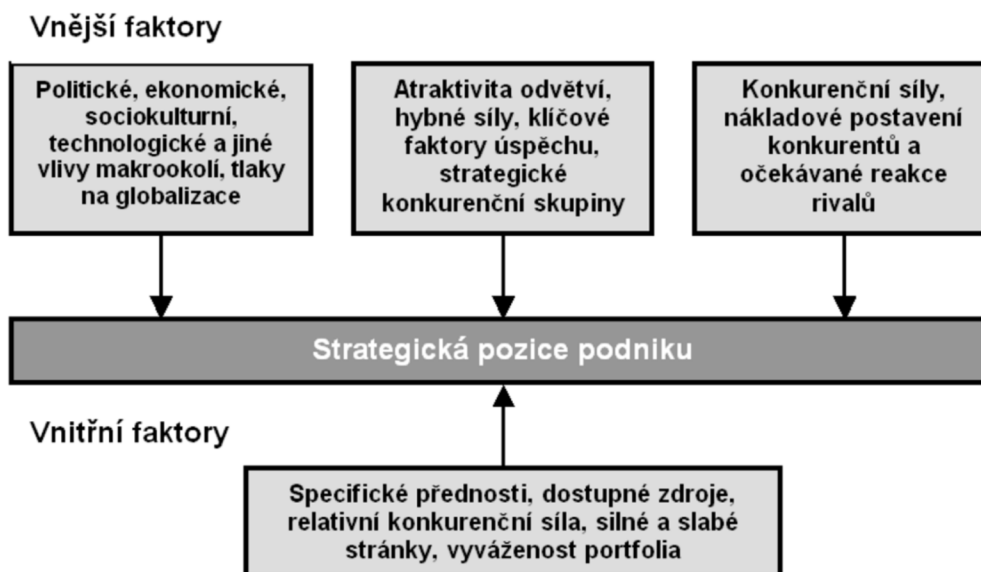 Vnější faktory
Politické, ekonomické,
sociokulturní,
technologické a jiné
vlivy makrookolí, tlaky
na globalizace
Atraktivita odvětví,
hybné síly, klíčové
faktory úspěchu,
strategické
konkurenční skupiny
Konkurenční síly,
nákladové postavení
konkurentů a
očekávané reakce
rivalů
Strategická pozice podniku
Vnitřní faktory
Specifické přednosti, dostupné zdroje,
relativní konkurenční síla, silné a slabé
stránky, vyváženost portfolia